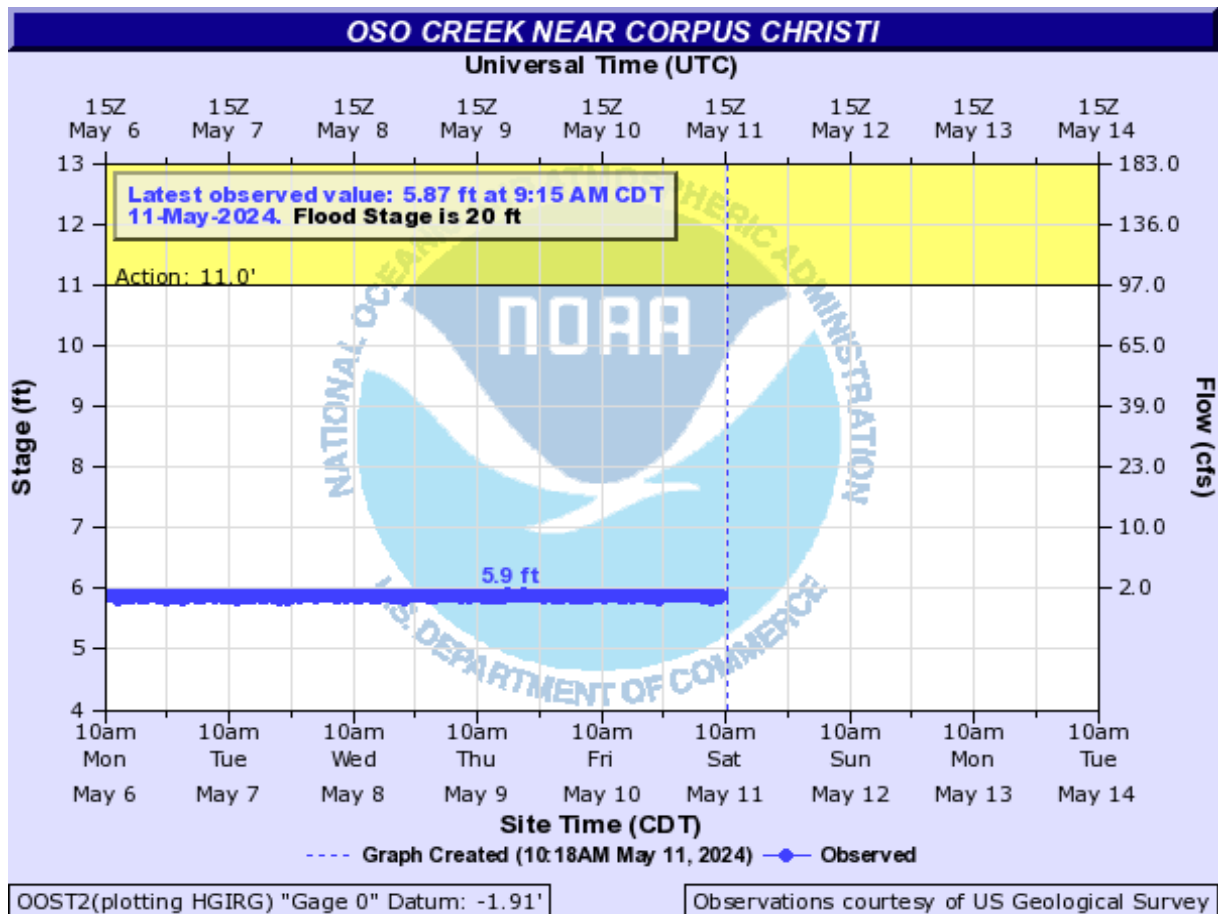 OSO CREEK NEAR CORPUS CHRISTI
Universal Time (UTC)
15Z 15Z 15Z 15Z 15Z 15Z 15Z 15Z 15Z
May 6 May 7 May 8 May 9 May 10 May 11 May 12 May 13 May 14
13 183.0
Latest observed value: 5.87 ft at 9:15 AM CDT
11-May-2024. Flood Stage is 20 ft
12 136.0
Action: 11.0'
11 97.0
NATIONAL OCEANIC ATMOSPHERIC ADMINISTRATION
NOAA
10 65.0
Stage (ft)
Flow (cfs)
9 39.0
8 23.0
7 10.0
5.9 ft
6 2.0
U.S. DEPARTMENT OF COMMERCE
5
4
10am 10am 10am 10am 10am 10am 10am 10am 10am
Mon Tue Wed Thu Fri Sat Sun Mon Tue
May 6 May 7 May 8 May 9 May 10 May 11 May 12 May 13 May 14
Site Time (CDT)
Graph Created (10:18AM May 11, 2024) Observed
OOST2(plotting HGIRG) "Gage 0" Datum: -1.91'
Observations courtesy of US Geological Survey